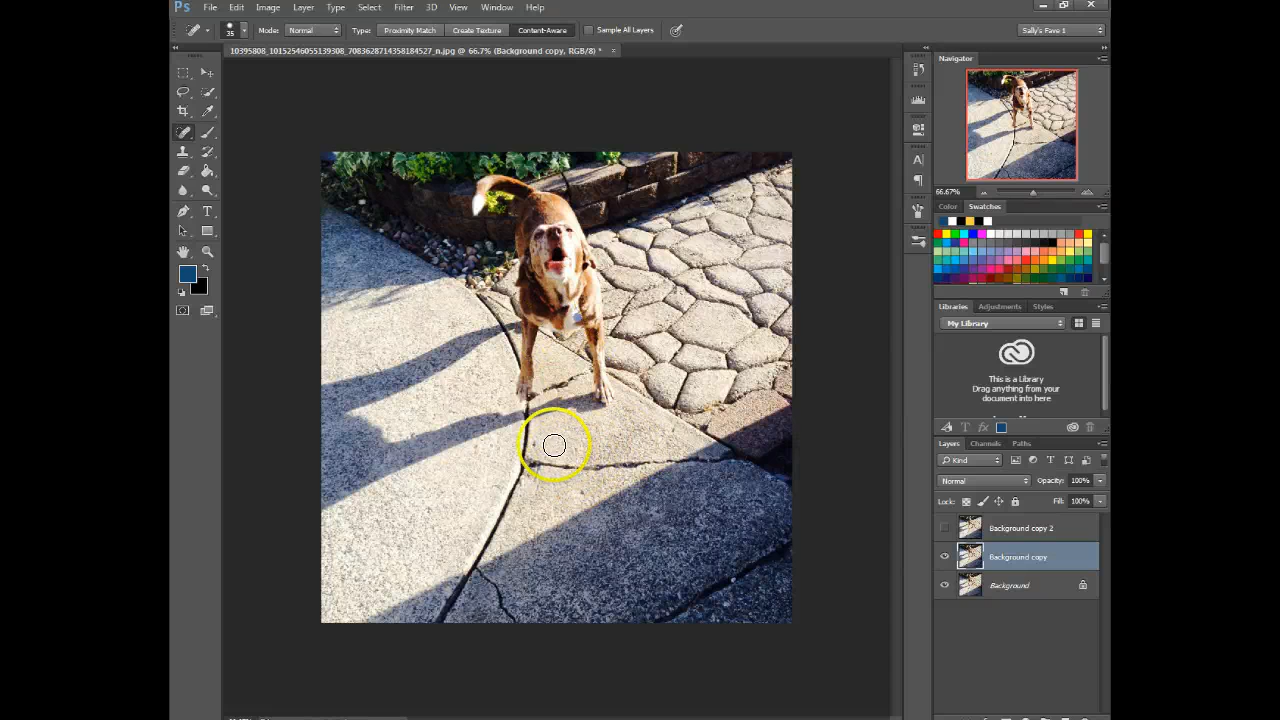 Ps File Edit Image Layer Type Select Filter 3D View Window Help
35 Mode: Normal Type: Proximity Match Create Texture Content-Aware Sample All Layers Sally's Fave 1
10395808_10152546055139308_7083628714358184527_n.jpg @ 66.7% (Background copy, RGB/8) * ×
Navigator
66.67%
Color Swatches
Libraries Adjustments Styles
My Library
This is a Library
Drag anything from your
document into here
Layers Channels Paths
Kind
Normal Opacity: 100%
Lock: Fill: 100%
Background copy 2
Background copy
Background